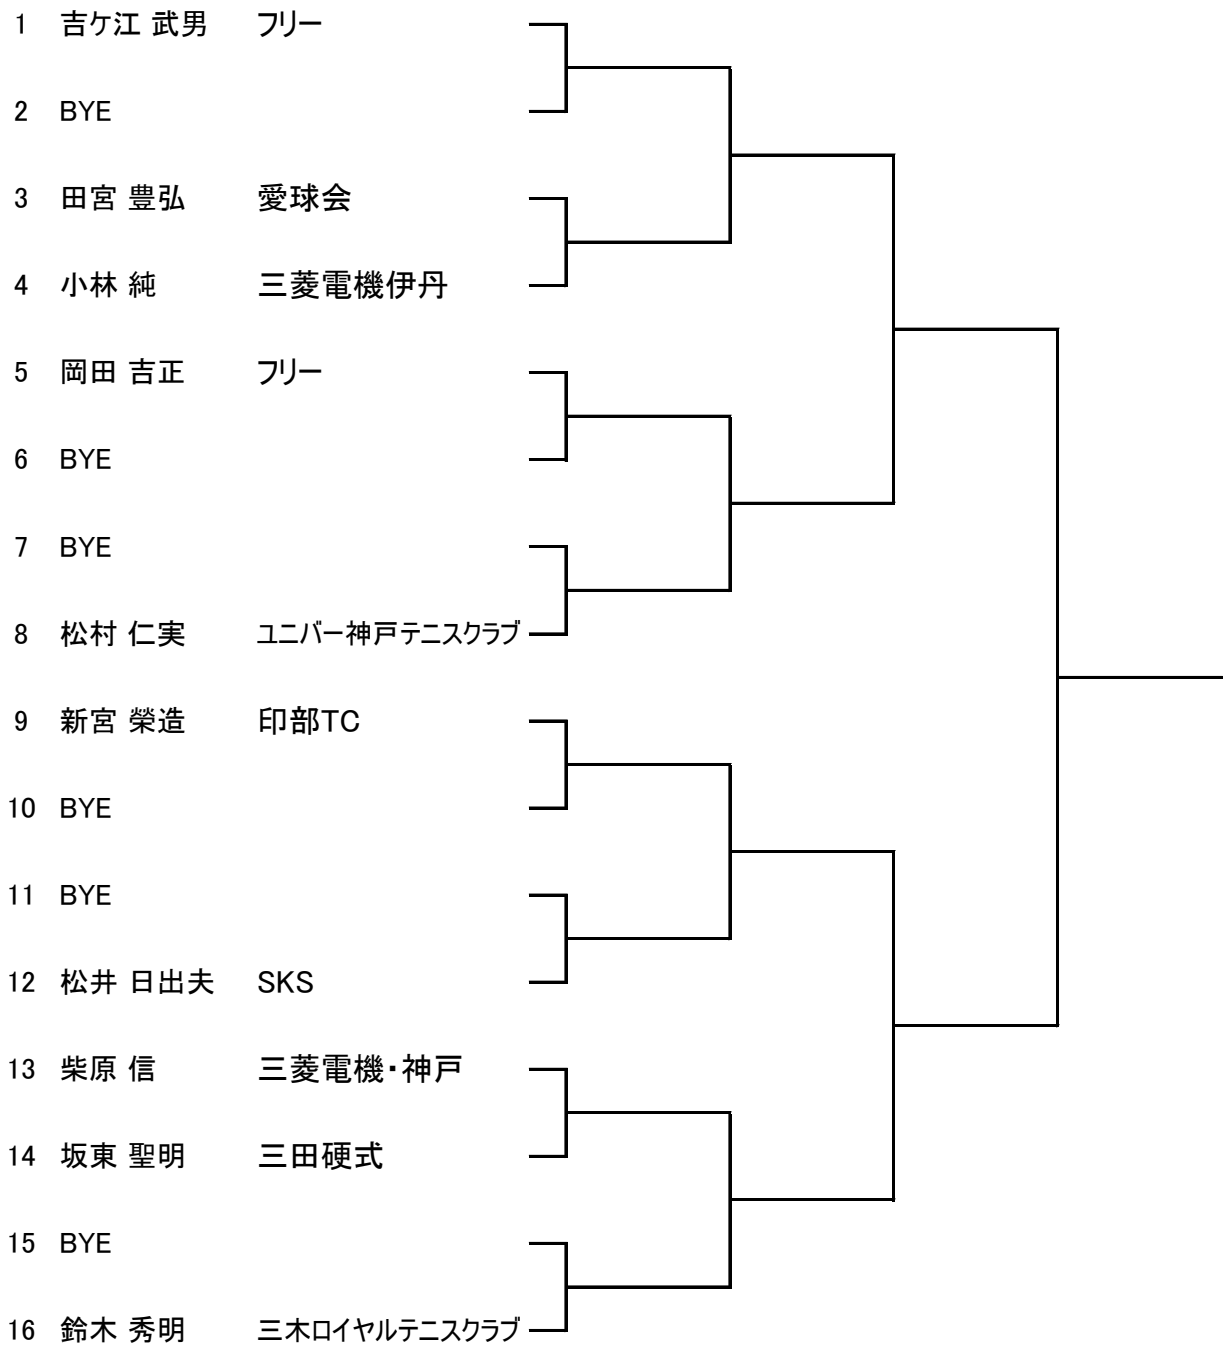 1 吉ケ江 武男 フリー
2 BYE
3 田宮 豊弘 愛球会
4 小林 純 三菱電機伊丹
5 岡田 吉正 フリー
6 BYE
7 BYE
8 松村 仁実 ユニバー神戸テニスクラブ
9 新宮 榮造 印部TC
10 BYE
11 BYE
12 松井 日出夫 SKS
13 柴原 信 三菱電機・神戸
14 坂東 聖明 三田硬式
15 BYE
16 鈴木 秀明 三木ロイヤルテニスクラブ